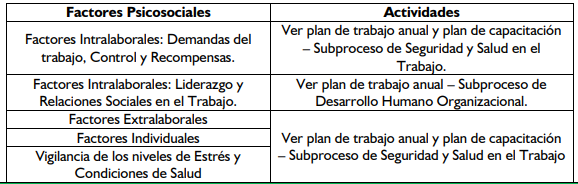 Factores Psicosociales
Actividades
Factores Intralaborales: Demandas del
trabajo, Control y Recompensas.
Ver plan de trabajo anual y plan de capacitación
– Subproceso de Seguridad y Salud en el
Trabajo.
Factores Intralaborales: Liderazgo y
Relaciones Sociales en el Trabajo.
Ver plan de trabajo anual – Subproceso de
Desarrollo Humano Organizacional.
Factores Extralaborales
Factores Individuales
Vigilancia de los niveles de Estrés y
Condiciones de Salud
Ver plan de trabajo anual y plan de capacitación
– Subproceso de Seguridad y Salud en el Trabajo